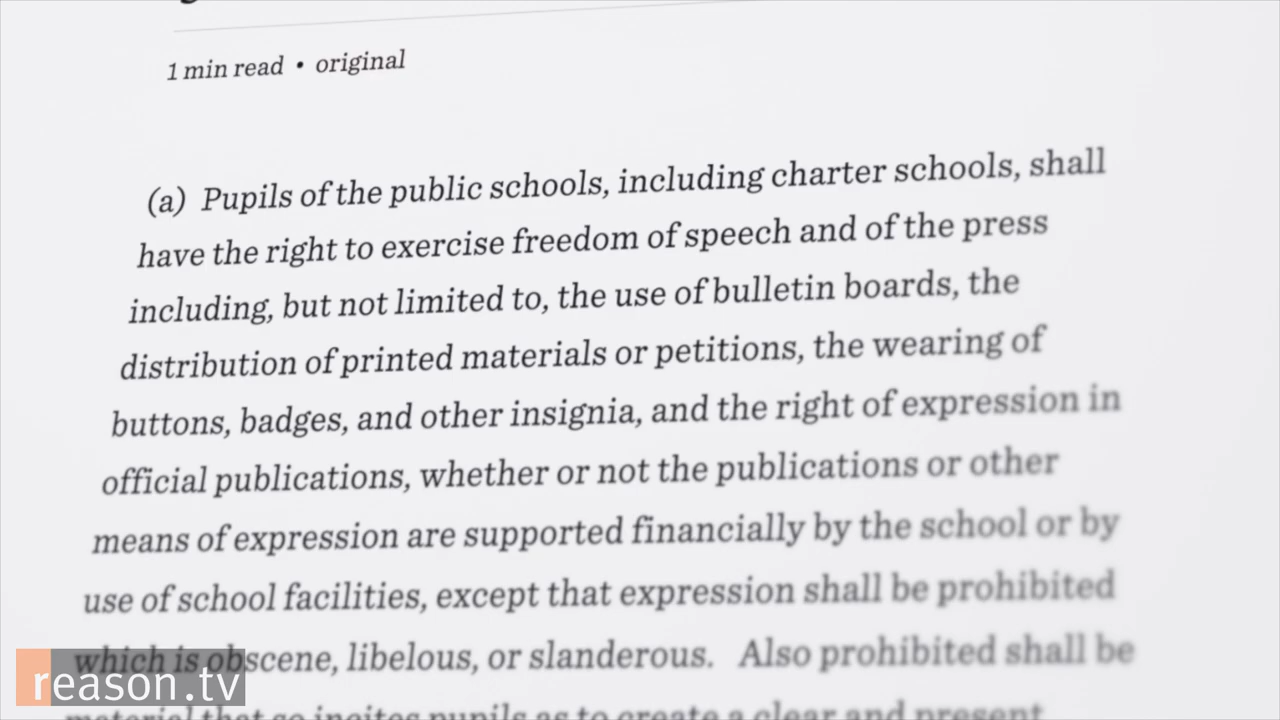 1 min read • original
(a) Pupils of the public schools, including charter schools, shall
have the right to exercise freedom of speech and of the press
including, but not limited to, the use of bulletin boards, the
distribution of printed materials or petitions, the wearing of
buttons, badges, and other insignia, and the right of expression in
official publications, whether or not the publications or other
means of expression are supported financially by the school or by
use of school facilities, except that expression shall be prohibited
which is obscene, libelous, or slanderous. Also prohibited shall be
material that so incites pupils as to create a clear and present
reason.tv